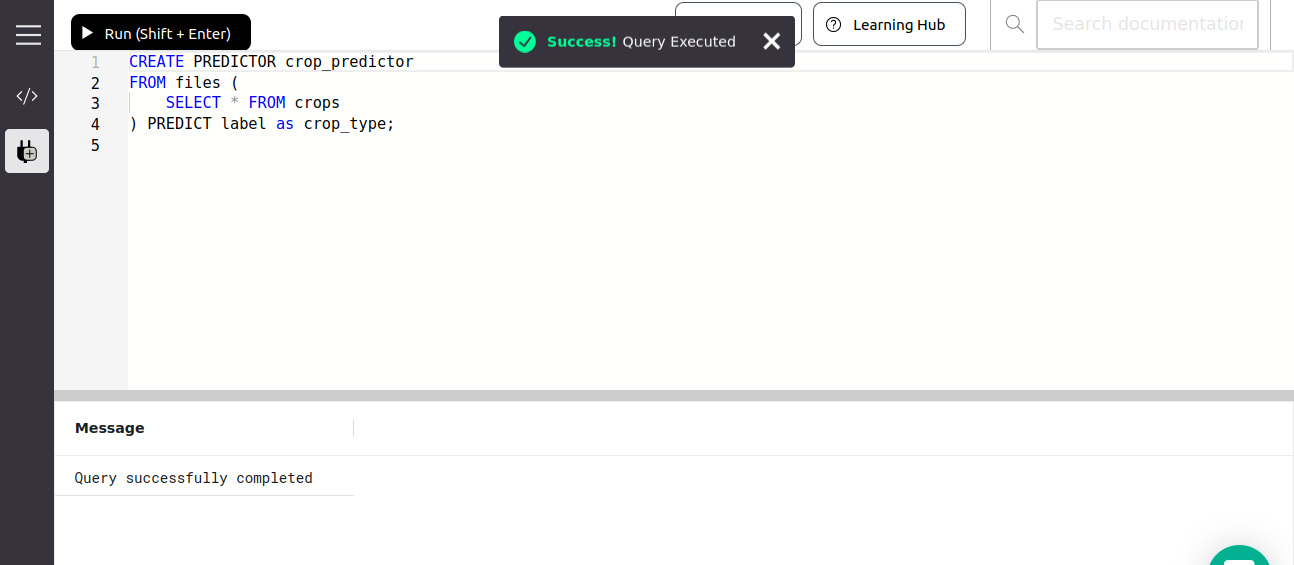 Run (Shift + Enter)
Success! Query Executed
Learning Hub
Search documentation
1 CREATE PREDICTOR crop_predictor
2 FROM files (
3 SELECT * FROM crops
4 ) PREDICT label as crop_type;
5
</>
Message
Query successfully completed